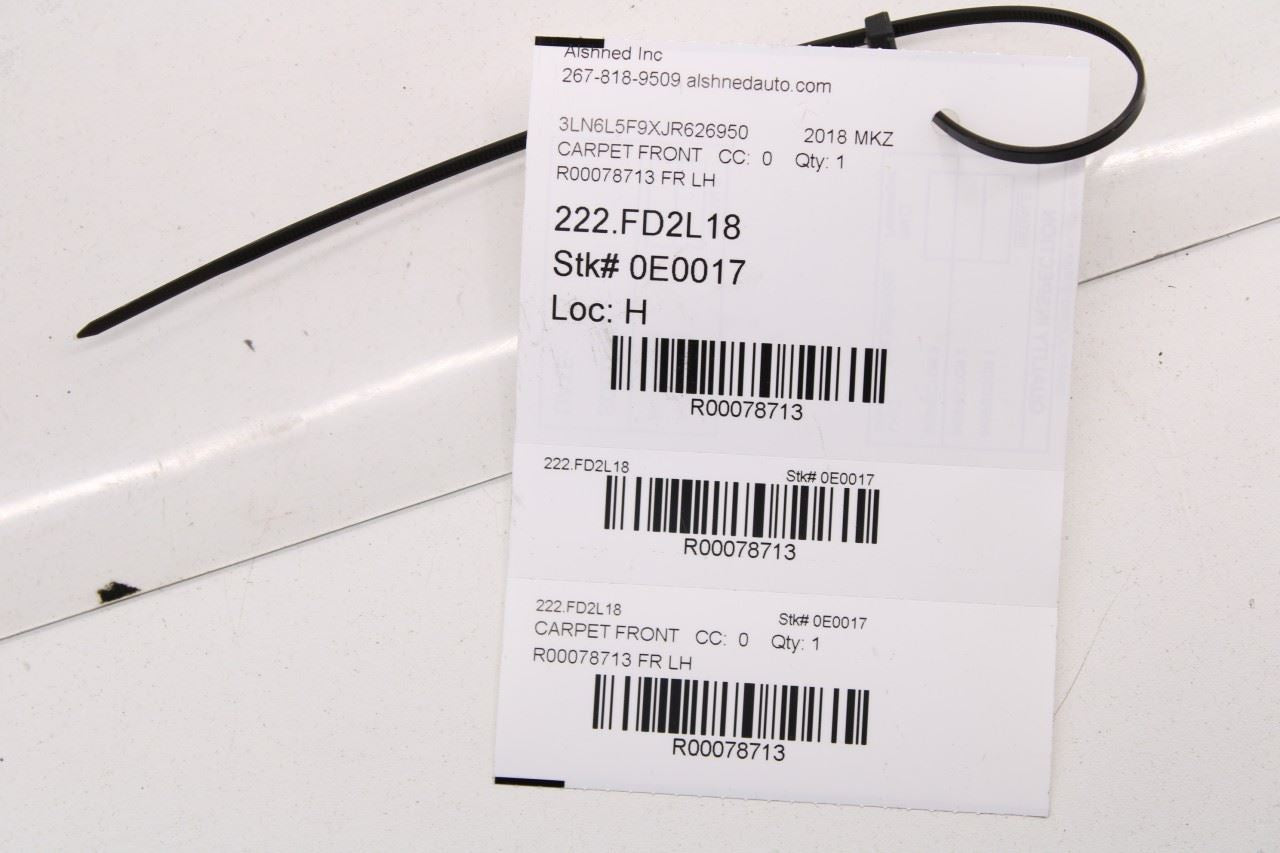 Alshned Inc
267-818-9509 alshnedauto.com
3LN6L5F9XJR626950 2018 MKZ
CARPET FRONT CC: 0 Qty: 1
R00078713 FR LH
222.FD2L18
Stk# 0E0017
Loc: H
R00078713
222.FD2L18 Stk# 0E0017
R00078713
222.FD2L18 Stk# 0E0017
CARPET FRONT CC: 0 Qty: 1
R00078713 FR LH
R00078713